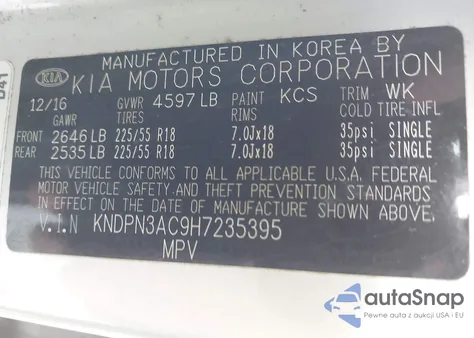 D41
MANUFACTURED IN KOREA BY
KIA KIA MOTORS CORPORATION
12/16 GVWR 4597 LB PAINT KCS TRIM WK
GAWR TIRES RIMS COLD TIRE INFL
FRONT 2646 LB 225/55 R18 7.0Jx18 35psi SINGLE
REAR 2535 LB 225/55 R18 7.0Jx18 35psi SINGLE
THIS VEHICLE CONFORMS TO ALL APPLICABLE U.S.A. FEDERAL
MOTOR VEHICLE SAFETY AND THEFT PREVENTION STANDARDS
IN EFFECT ON THE DATE OF MANUFACTURE SHOWN ABOVE.
V.I.N KNDPN3AC9H7235395
MPV
autoSnap
Pewne auta z aukcji USA i EU